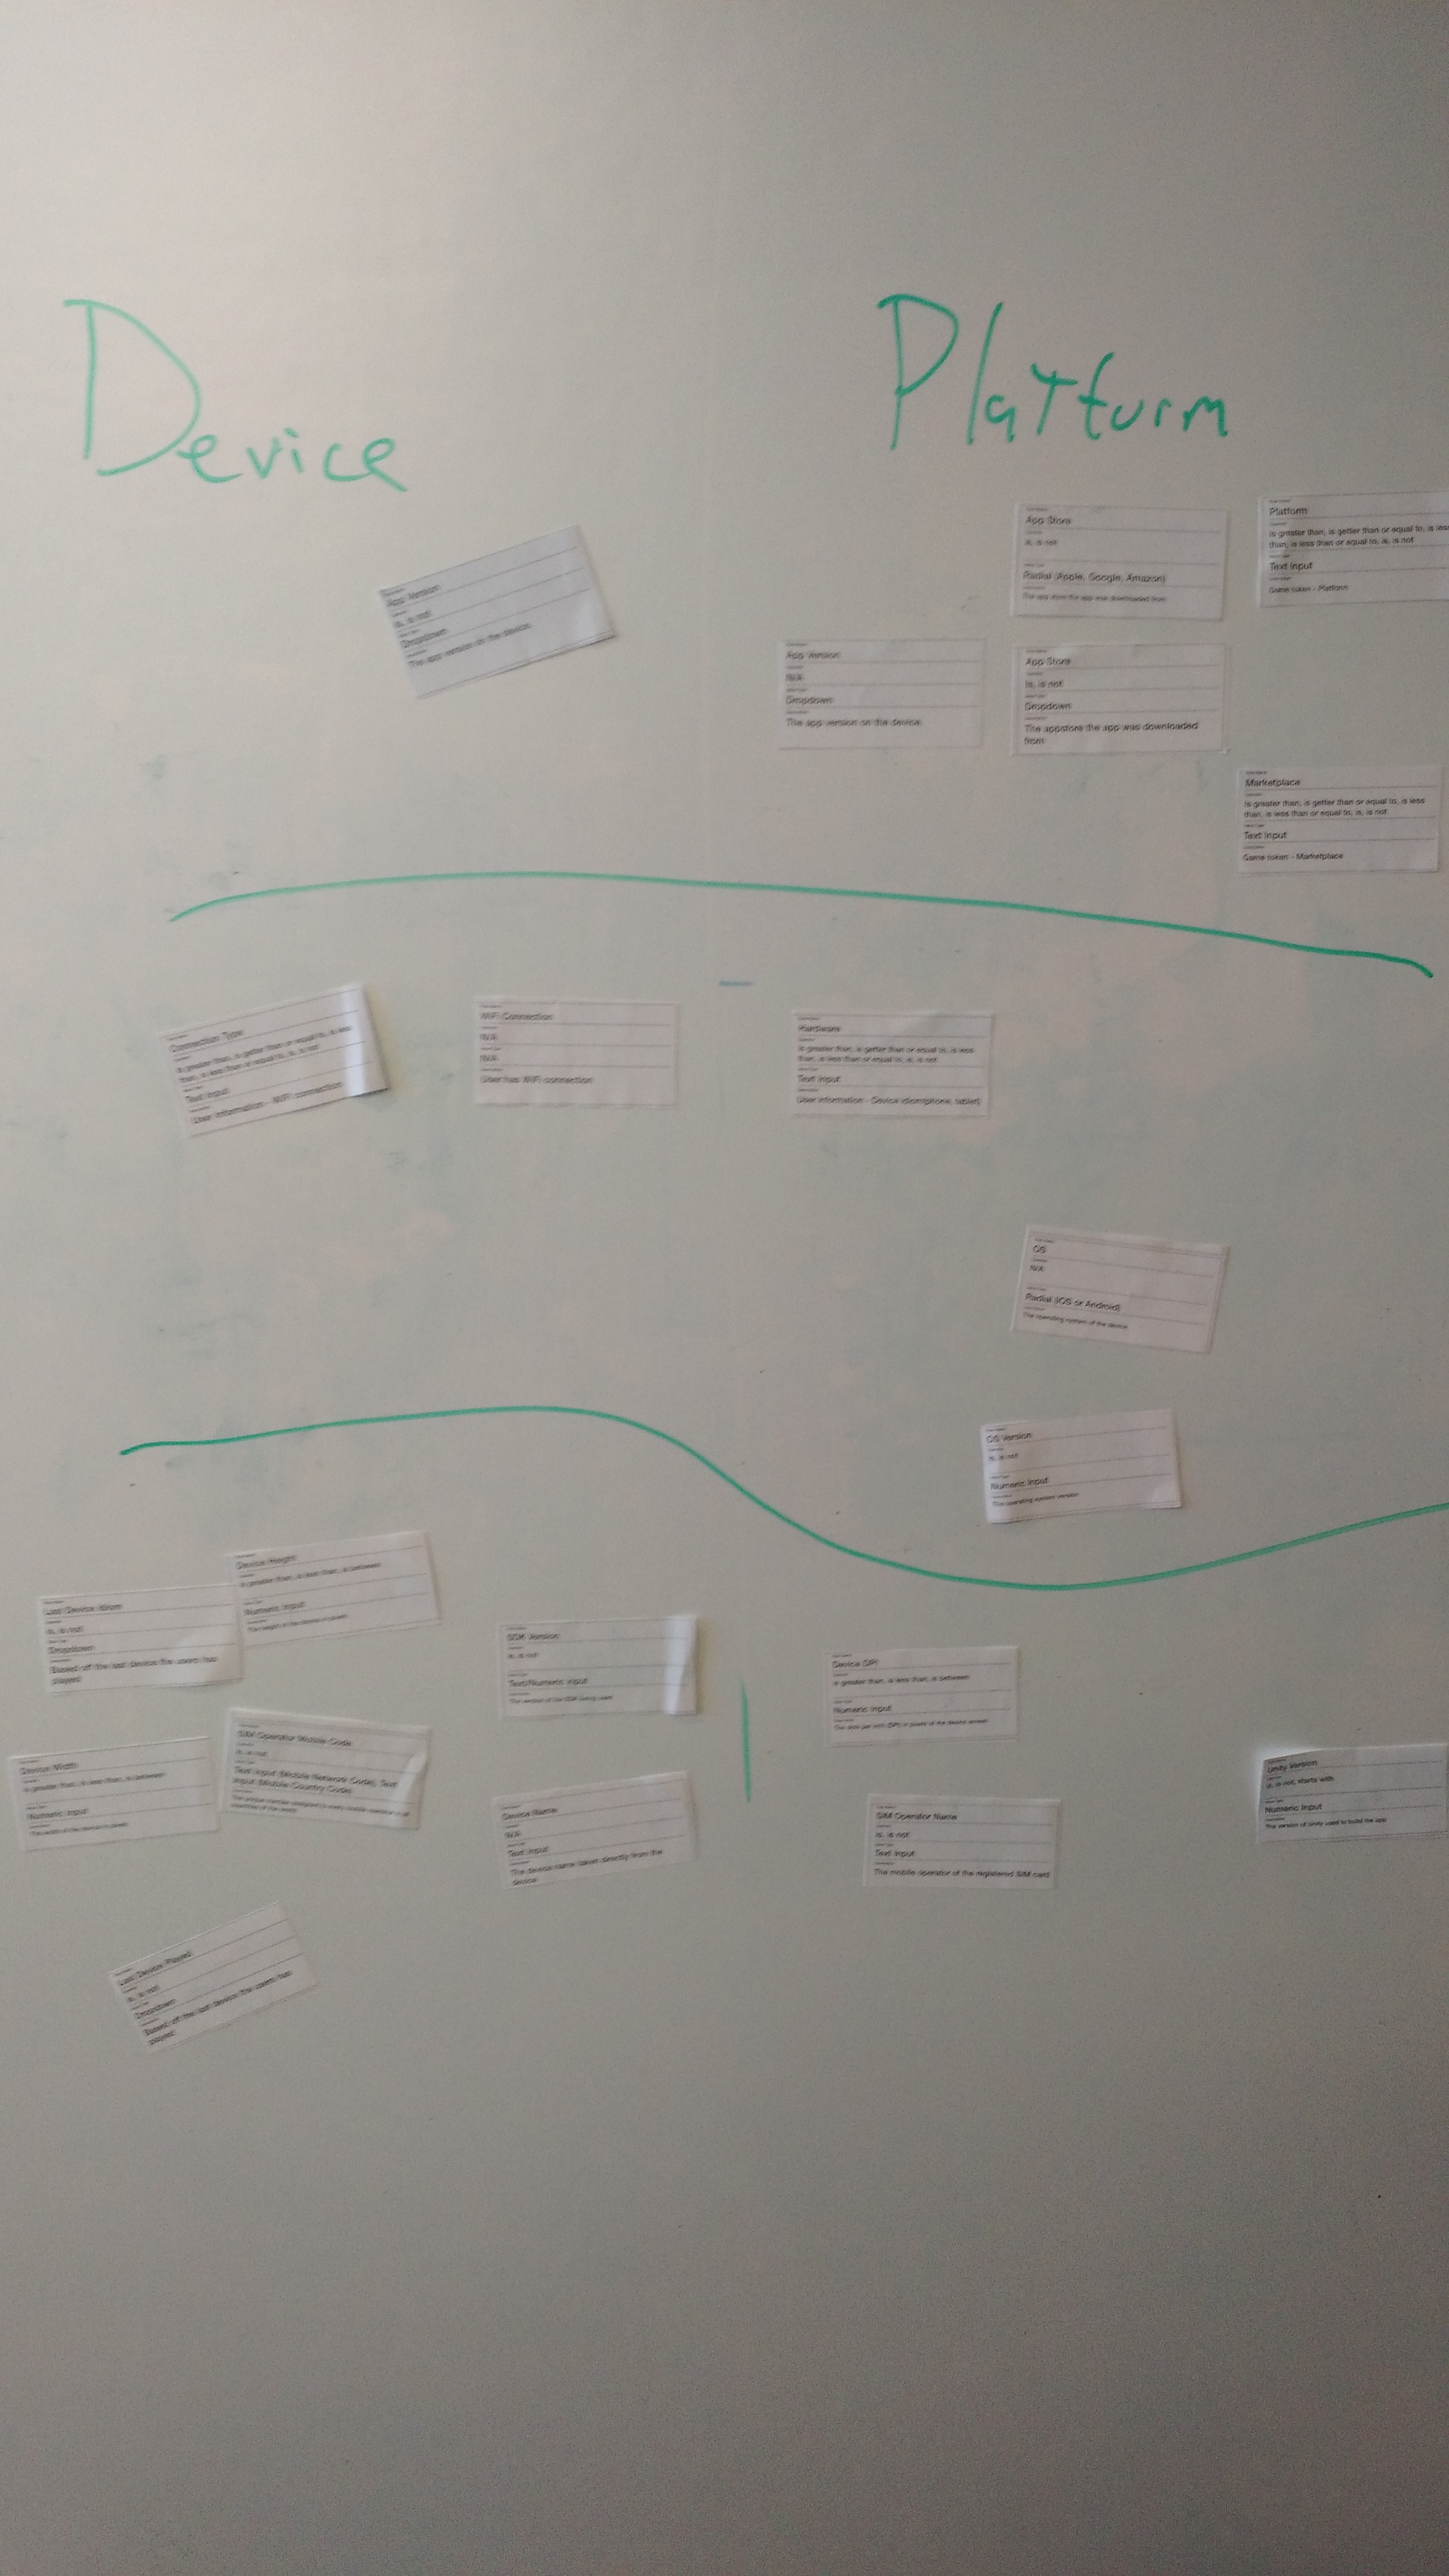 Device
Platform
App Version
is, is not
Dropdown
The app version on the device
App Store
is, is not
Radial (Apple, Google, Amazon)
The app store the app was downloaded from
Platform
is greater than, is getter than or equal to, is less
than, is less than or equal to, is, is not
Text Input
Game token - Platform
App Version
N/A
Dropdown
The app version on the device
App Store
is, is not
Dropdown
The appstore the app was downloaded
from
Marketplace
is greater than, is getter than or equal to, is less
than, is less than or equal to, is, is not
Text Input
Game token - Marketplace
Connection Type
is greater than, is getter than or equal to, is less
than, is less than or equal to, is, is not
Text Input
User information - WiFi connection
WiFi Connection
N/A
N/A
User has WiFi connection
Hardware
is greater than, is getter than or equal to, is less
than, is less than or equal to, is, is not
Text Input
User information - Device idiom(phone, tablet)
OS
N/A
Radial (iOS or Android)
The operating system of the device
OS Version
is, is not
Numeric Input
The operating system version
Last Device Idiom
is, is not
Dropdown
Based off the last device the users has
played
Device Height
is greater than, is less than, is between
Numeric Input
The height of the device in pixels
SDK Version
is, is not
Text/Numeric Input
The version of the SDK being used
Device DPI
is greater than, is less than, is between
Numeric Input
The dots per inch (DPI) in pixels of the device screen
Device Width
is greater than, is less than, is between
Numeric Input
The width of the device in pixels
SIM Operator Mobile Code
is, is not
Text Input (Mobile Network Code), Text
Input (Mobile Country Code)
Device Name
N/A
Text Input
The device name taken directly from the
device
SIM Operator Name
is, is not
Text Input
The mobile operator of the registered SIM card
Unity Version
is, is not, starts with
Numeric Input
The version of Unity used to build the app
Last Device Played
is, is not
Dropdown
Based off the last device the users has
played